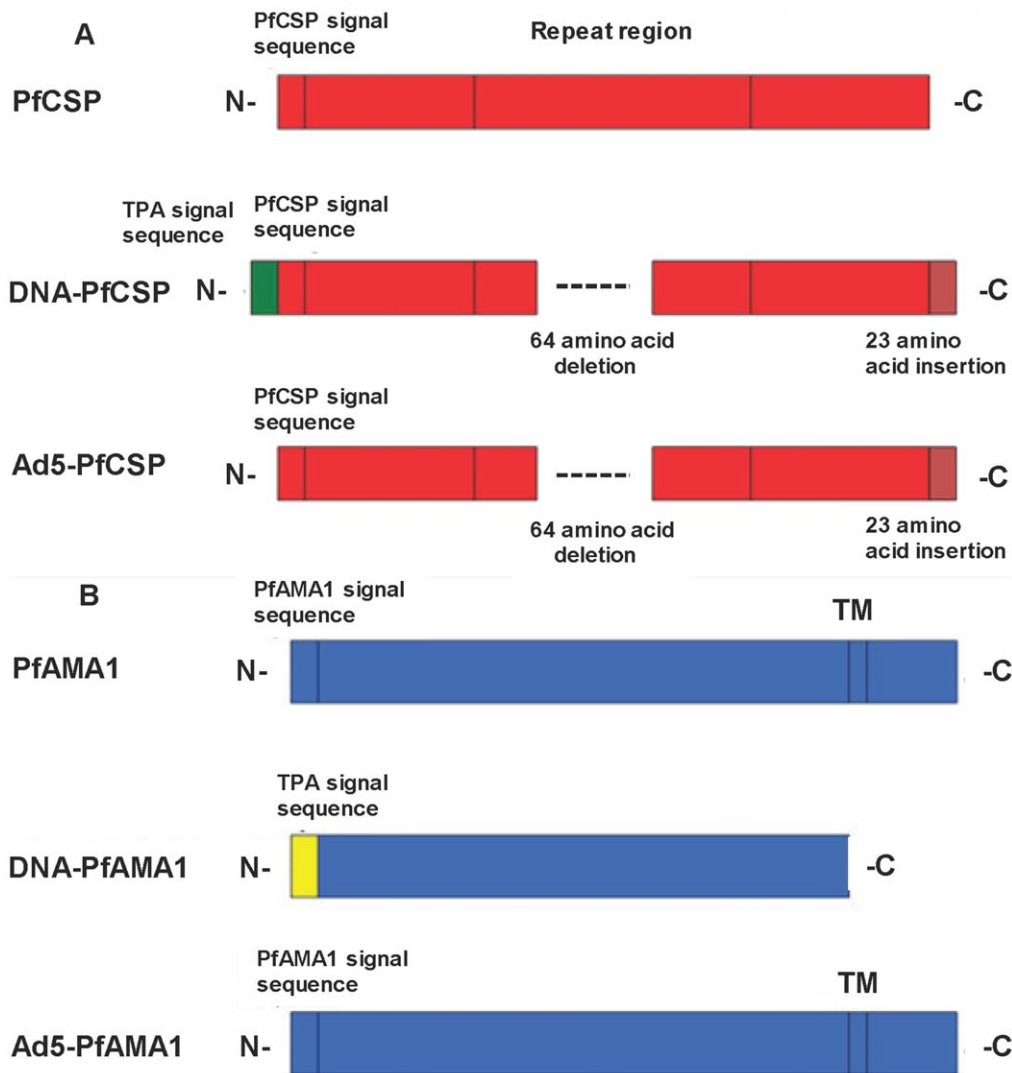 A
PfCSP signal
sequence
Repeat region
PfCSP
N-
-C
TPA signal
sequence
PfCSP signal
sequence
DNA-PfCSP
N-
-C
64 amino acid
deletion
23 amino
acid insertion
PfCSP signal
sequence
Ad5-PfCSP
N-
-C
64 amino acid
deletion
23 amino
acid insertion
B
PfAMA1 signal
sequence
TM
PfAMA1
N-
-C
TPA signal
sequence
DNA-PfAMA1
N-
-C
PfAMA1 signal
sequence
TM
Ad5-PfAMA1
N-
-C